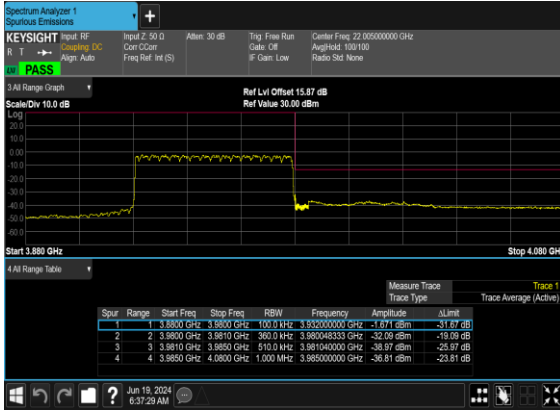 Spectrum Analyzer 1
Spurious Emissions
+
KEYSIGHT Input: RF Input Z: 50 Ω Atten: 30 dB Trig: Free Run Center Freq: 22.005000000 GHz
R T Coupling: DC Corr CCorr Gate: Off Avg|Hold: 100/100
Align: Auto Freq Ref: Int (S) IF Gain: Low Radio Std: None
PASS
3 All Range Graph Ref Lvl Offset 15.87 dB
Scale/Div 10.0 dB Ref Value 30.00 dBm
Log
20.0
10.0
0.00
-10.0
-20.0
-30.0
-40.0
-50.0
-60.0
Start 3.880 GHz Stop 4.080 GH
4 All Range Table
Measure Trace Trace 1
Trace Type Trace Average (Active)
Spur Range Start Freq Stop Freq RBW Frequency Amplitude ΔLimit
1 1 3.8800 GHz 3.9800 GHz 100.0 kHz 3.932000000 GHz -1.671 dBm -31.67 dB
2 2 3.9800 GHz 3.9810 GHz 360.0 kHz 3.980048333 GHz -32.09 dBm -19.09 dB
3 3 3.9810 GHz 3.9850 GHz 510.0 kHz 3.981040000 GHz -38.97 dBm -25.97 dB
4 4 3.9850 GHz 4.0800 GHz 1.000 MHz 3.985000000 GHz -36.81 dBm -23.81 dB
? Jun 19, 2024
6:37:29 AM